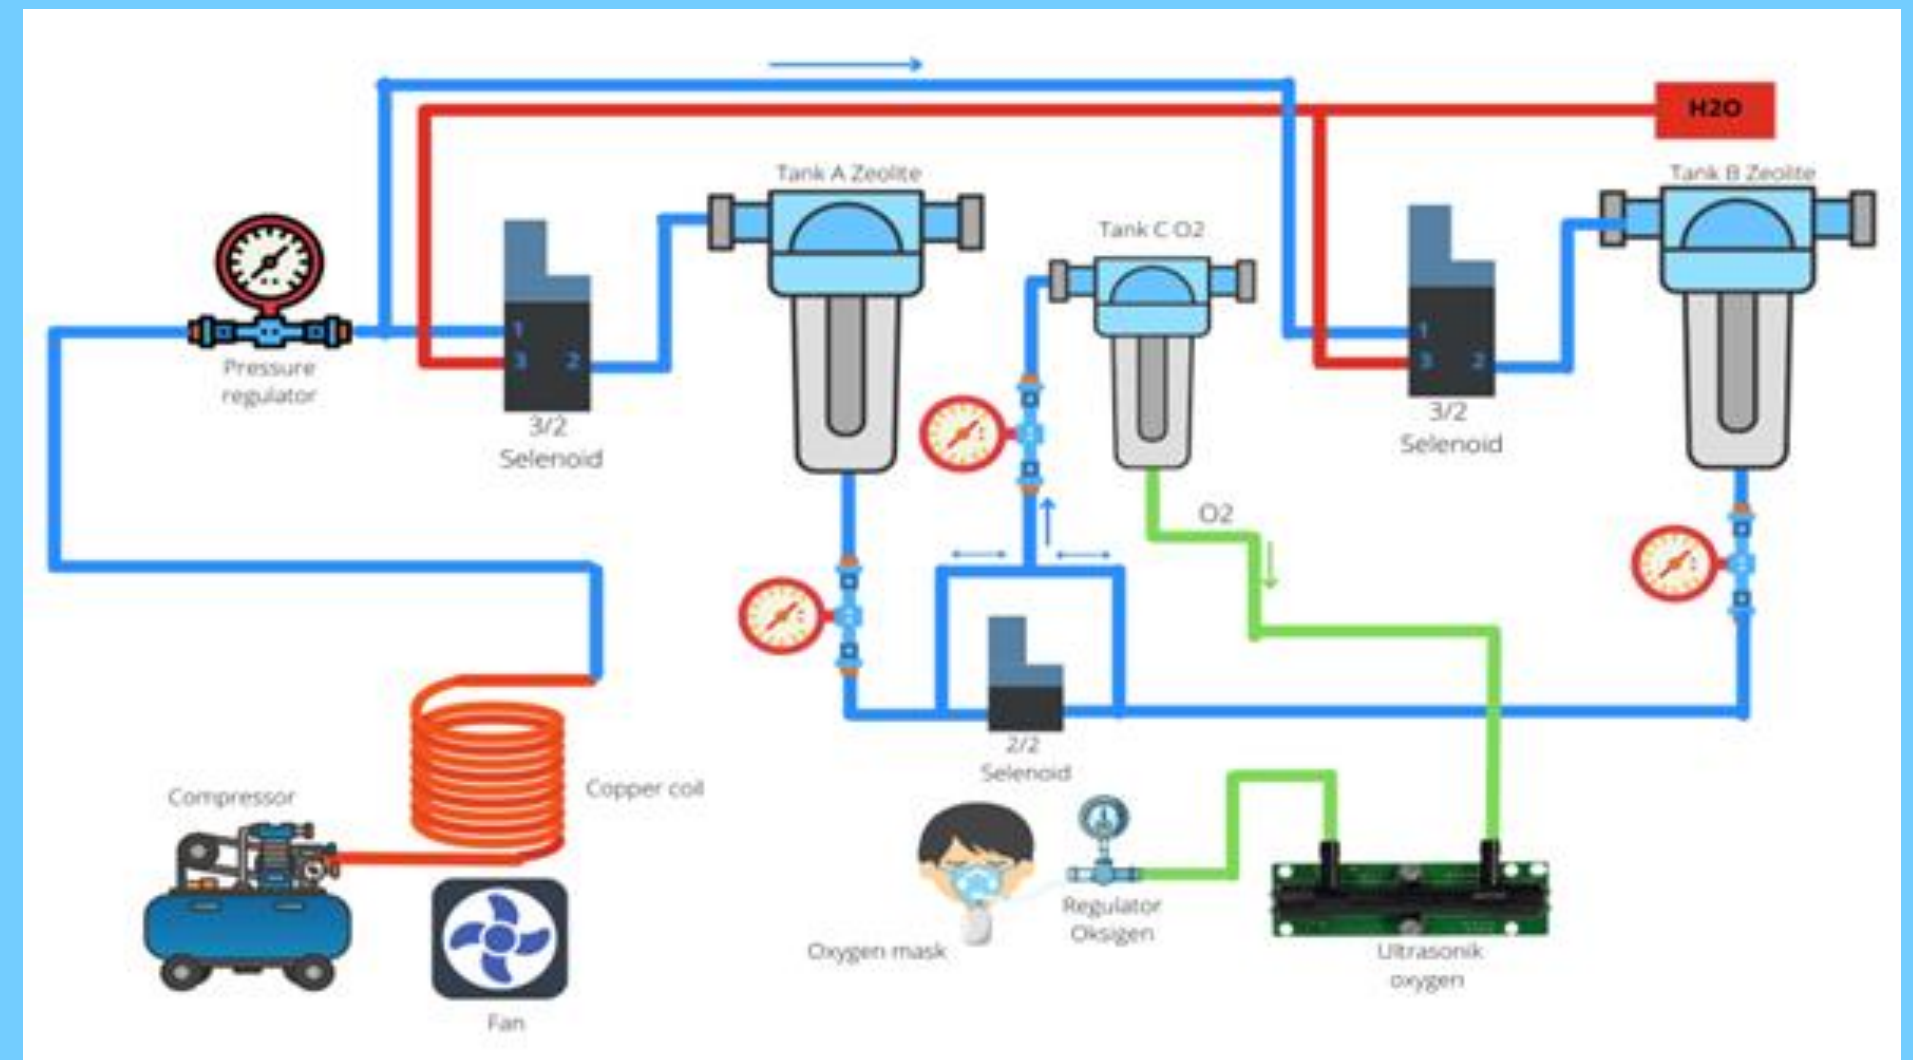 H2O
Tank A Zeolite
Tank B Zeolite
Tank C O2
Pressure
regulator
1
3
2
3/2
Selenoid
1
3
2
3/2
Selenoid
O2
2/2
Selenoid
Copper coil
Compressor
Fan
Oxygen mask
Regulator
Oksigen
Ultrasonik
oxygen